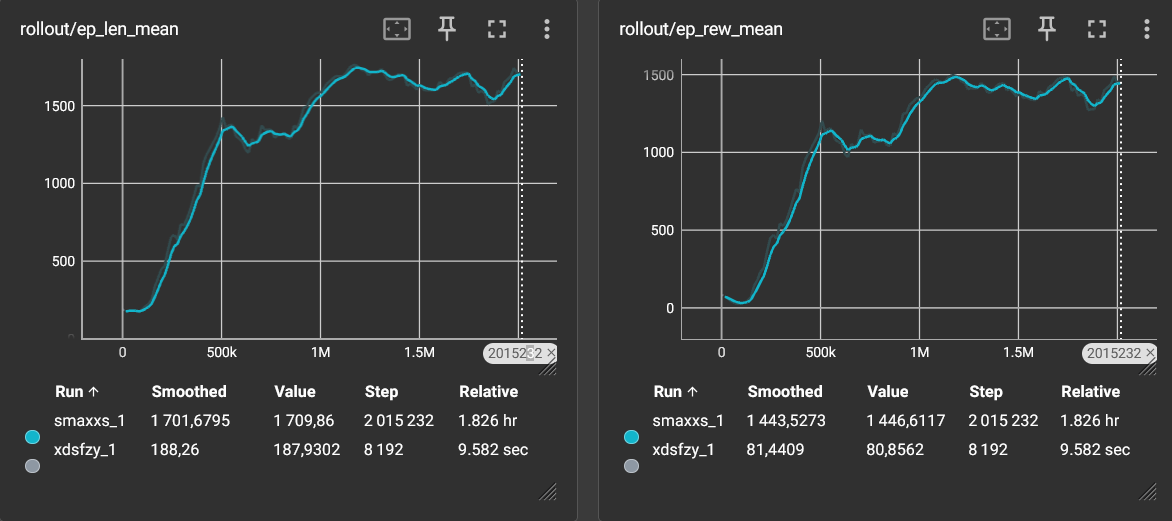 rollout/ep_len_mean
1500
1000
500
0
0 500k 1M 1.5M
2015232 ×
Run ↑ Smoothed Value Step Relative
smaxxs_1 1 701,6795 1 709,86 2 015 232 1.826 hr
xdsfzy_1 188,26 187,9302 8 192 9.582 sec
rollout/ep_rew_mean
1500
1000
500
0
0 500k 1M 1.5M
2015232 ×
Run ↑ Smoothed Value Step Relative
smaxxs_1 1 443,5273 1 446,6117 2 015 232 1.826 hr
xdsfzy_1 81,4409 80,8562 8 192 9.582 sec